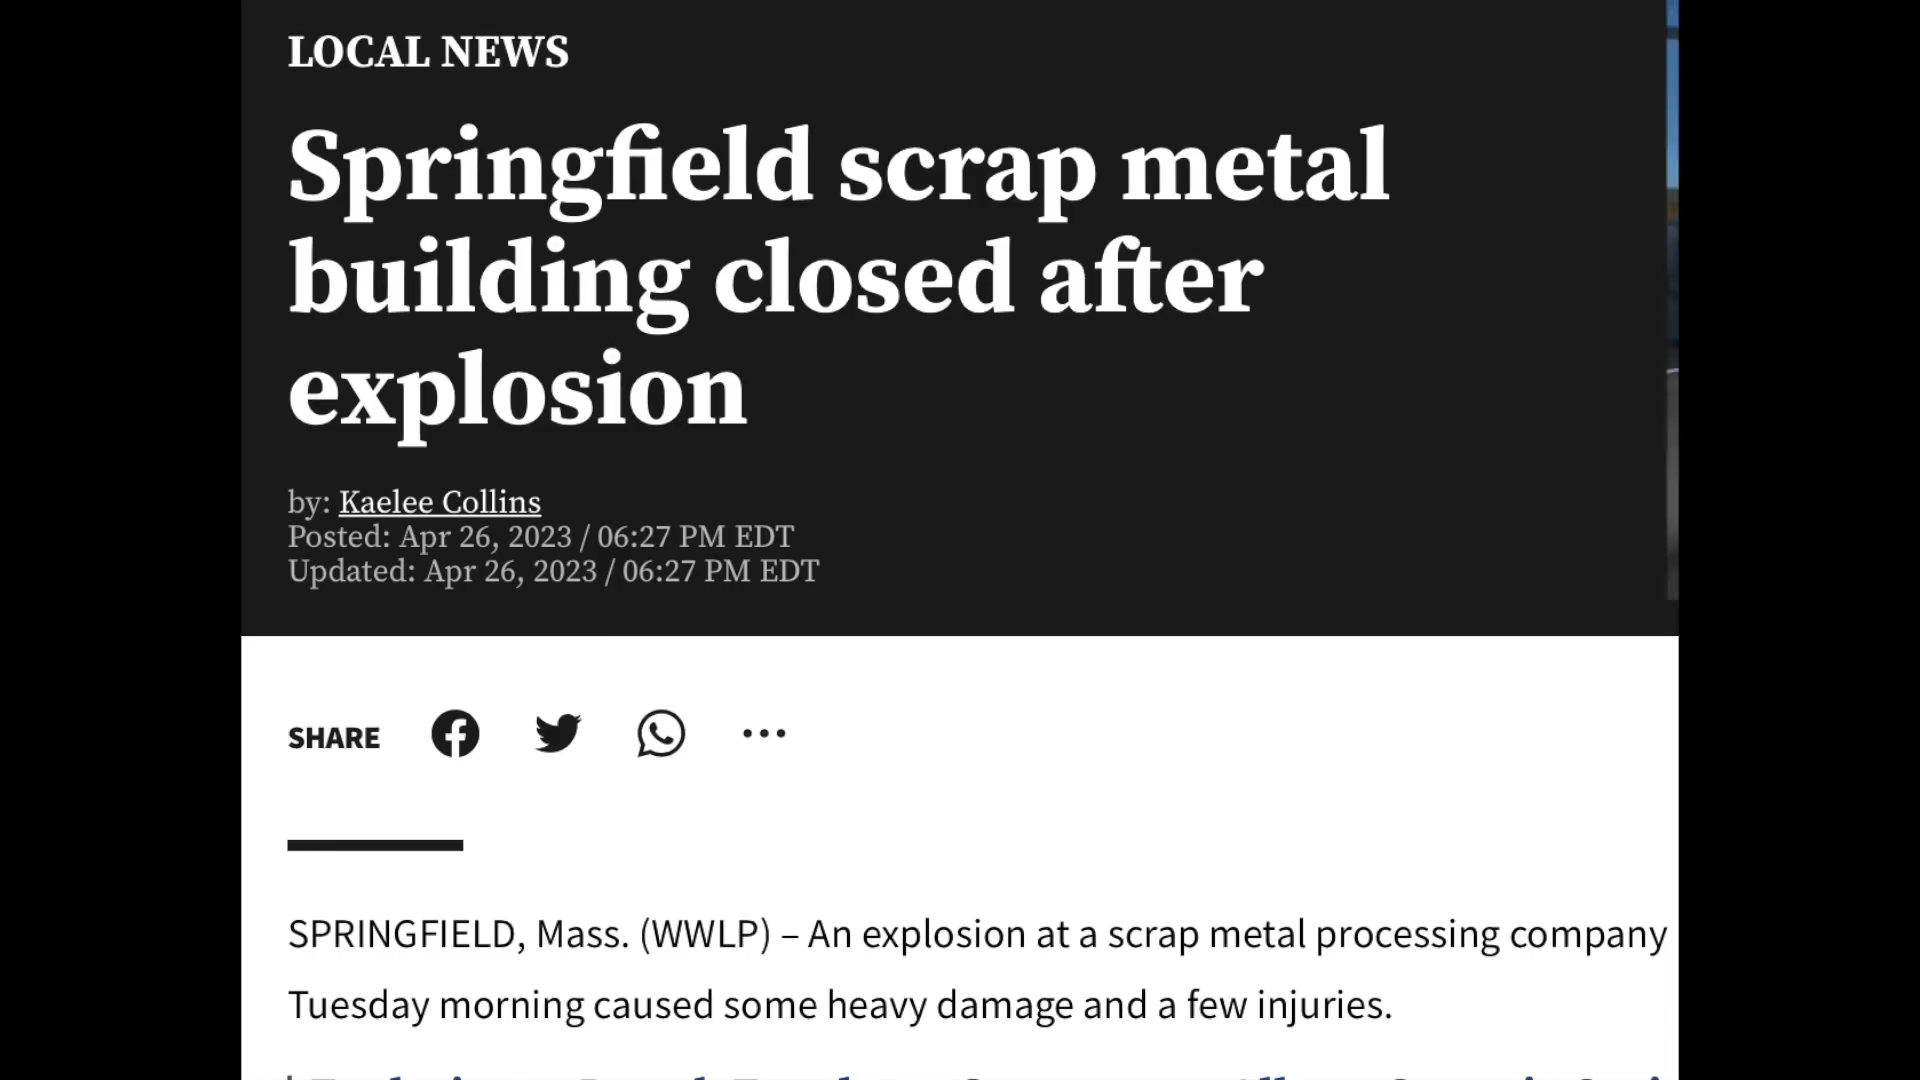 LOCAL NEWS
Springfield scrap metal
building closed after
explosion
by: Kaelee Collins
Posted: Apr 26, 2023 / 06:27 PM EDT
Updated: Apr 26, 2023 / 06:27 PM EDT
SHARE
SPRINGFIELD, Mass. (WWLP) – An explosion at a scrap metal processing company
Tuesday morning caused some heavy damage and a few injuries.